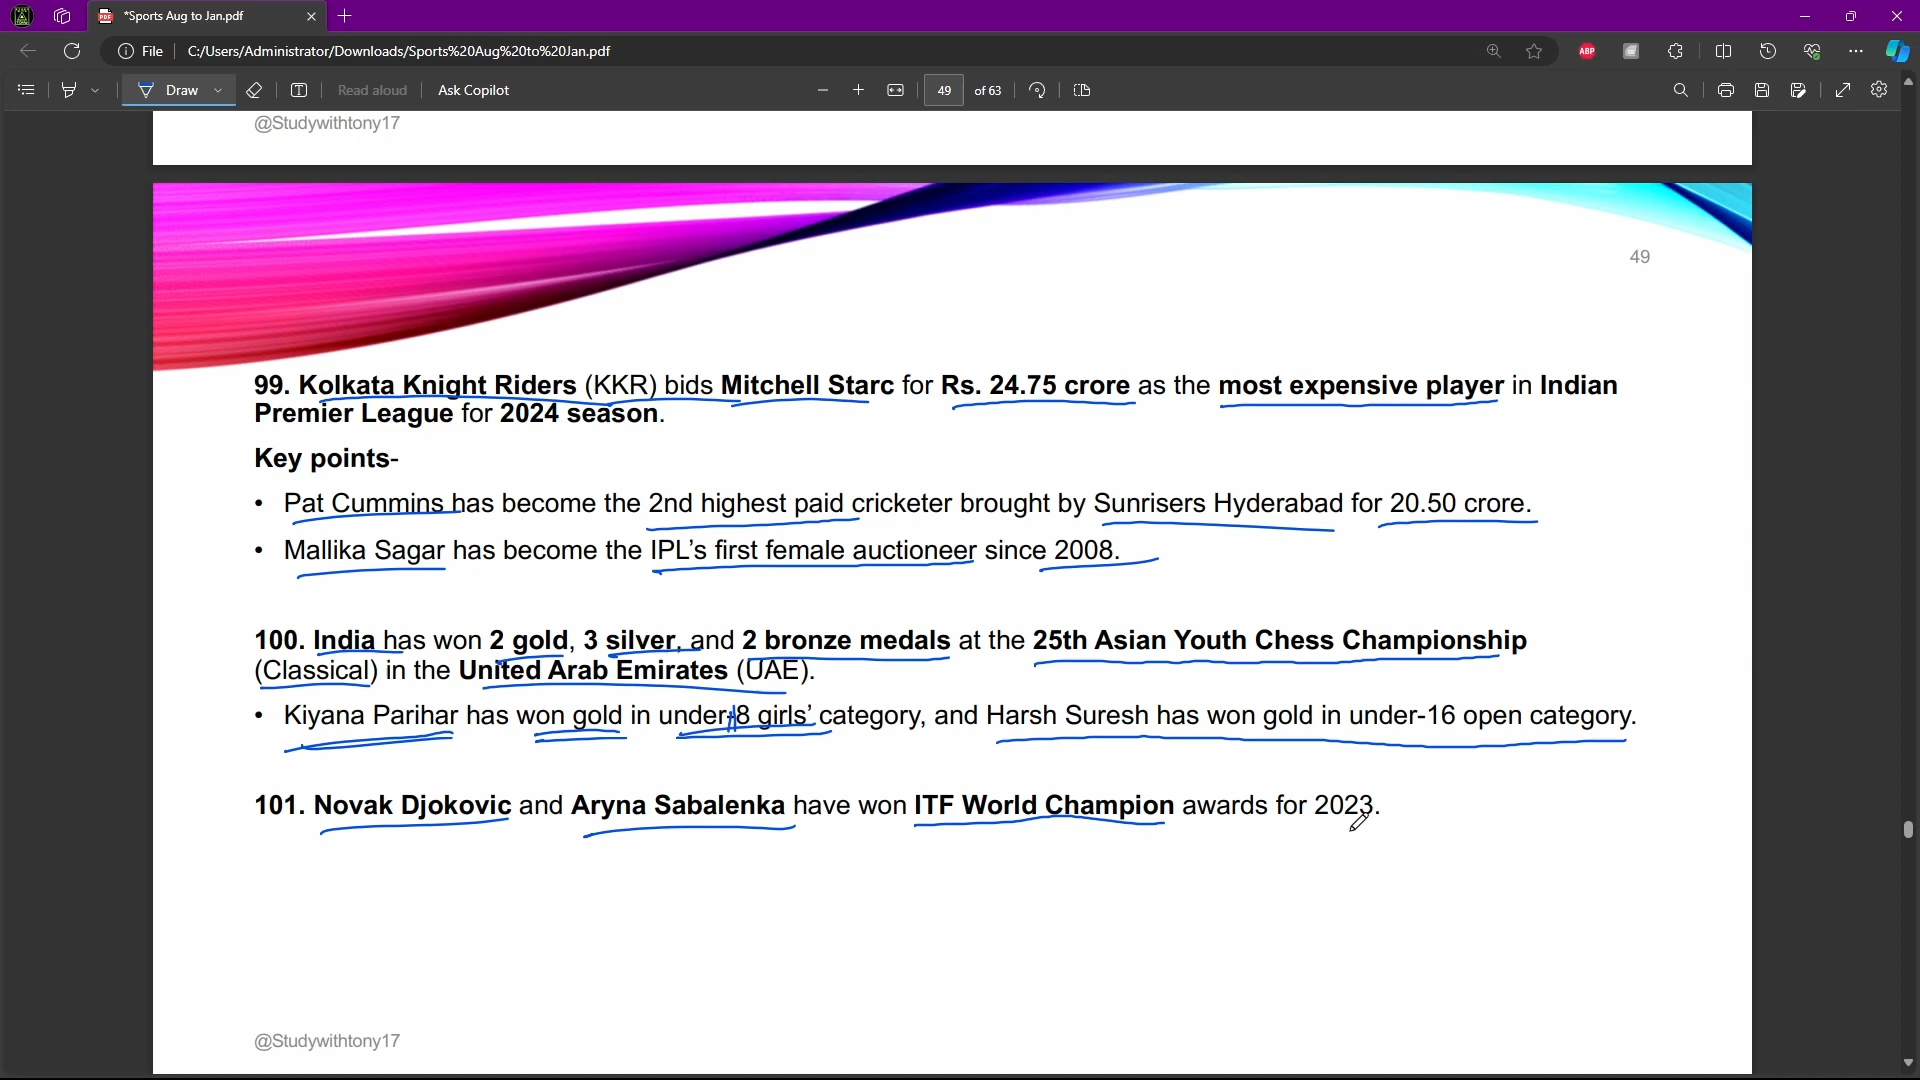 *Sports Aug to Jan.pdf
File C:/Users/Administrator/Downloads/Sports%20Aug%20to%20Jan.pdf
ABP
Draw Read aloud Ask Copilot 49 of 63
@Studywithtony17
49
99. Kolkata Knight Riders (KKR) bids Mitchell Starc for Rs. 24.75 crore as the most expensive player in Indian
Premier League for 2024 season.
Key points-
• Pat Cummins has become the 2nd highest paid cricketer brought by Sunrisers Hyderabad for 20.50 crore.
• Mallika Sagar has become the IPL’s first female auctioneer since 2008.
100. India has won 2 gold, 3 silver, and 2 bronze medals at the 25th Asian Youth Chess Championship
(Classical) in the United Arab Emirates (UAE).
• Kiyana Parihar has won gold in under-8 girls’ category, and Harsh Suresh has won gold in under-16 open category.
101. Novak Djokovic and Aryna Sabalenka have won ITF World Champion awards for 2023.
@Studywithtony17